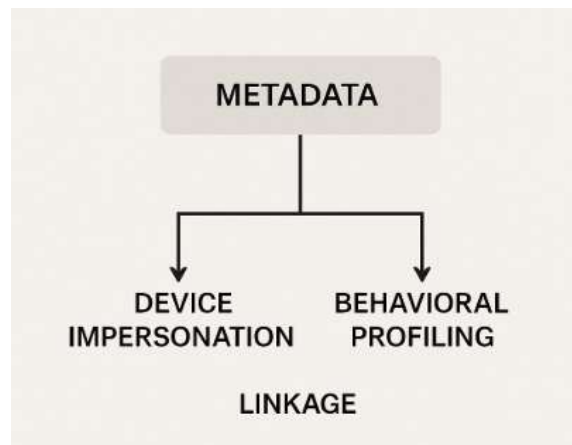 METADATA
DEVICE
IMPERSONATION
BEHAVIORAL
PROFILING
LINKAGE